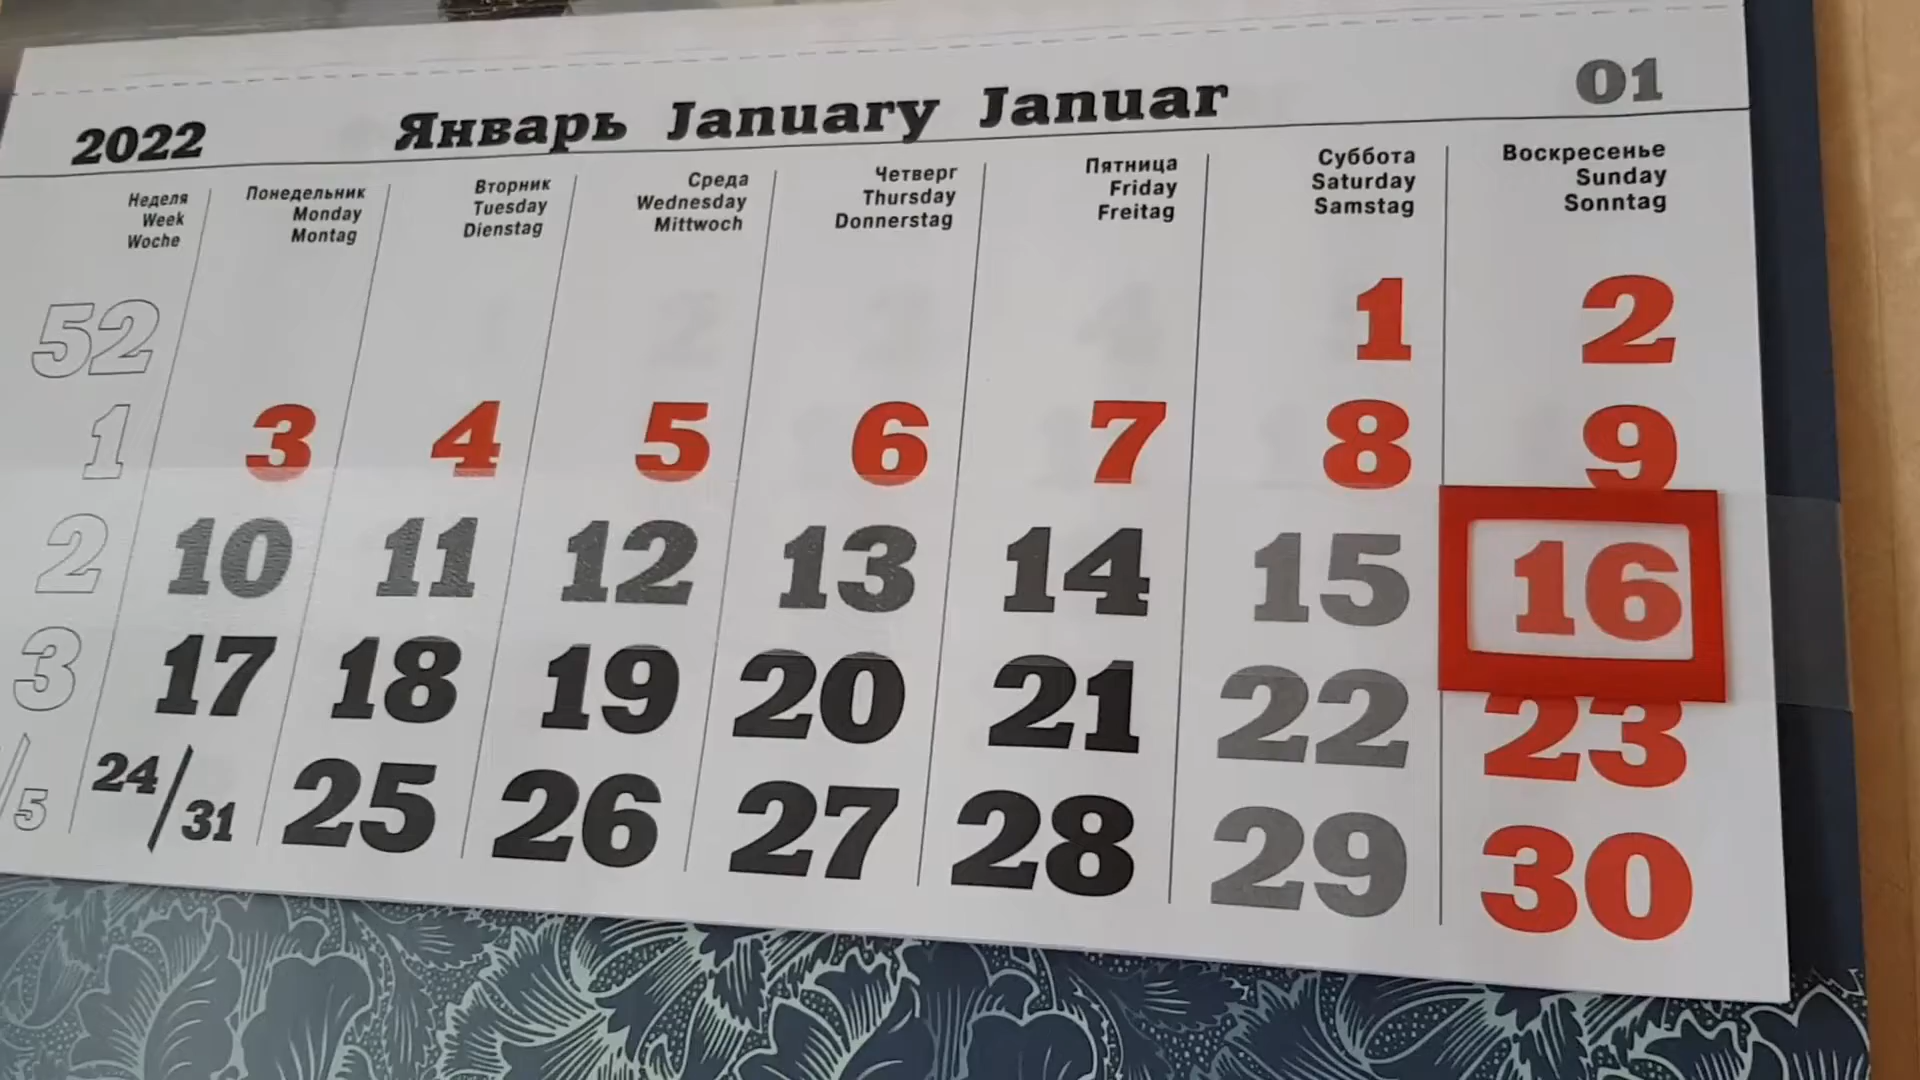 2022 Январь January Januar 01
Неделя Понедельник Вторник Среда Четверг Пятница Суббота Воскресенье
Week Monday Tuesday Wednesday Thursday Friday Saturday Sunday
Woche Montag Dienstag Mittwoch Donnerstag Freitag Samstag Sonntag
52 1 2
1 3 4 5 6 7 8 9
2 10 11 12 13 14 15 16
3 17 18 19 20 21 22 23
/5 24/31 25 26 27 28 29 30